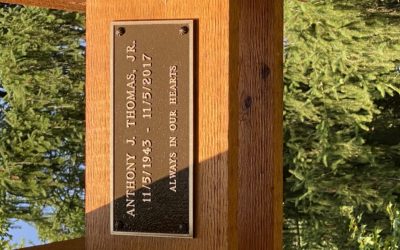 ANTHONY J. THOMAS, JR.
11/5/1943 - 11/5/2017
ALWAYS IN OUR HEARTS